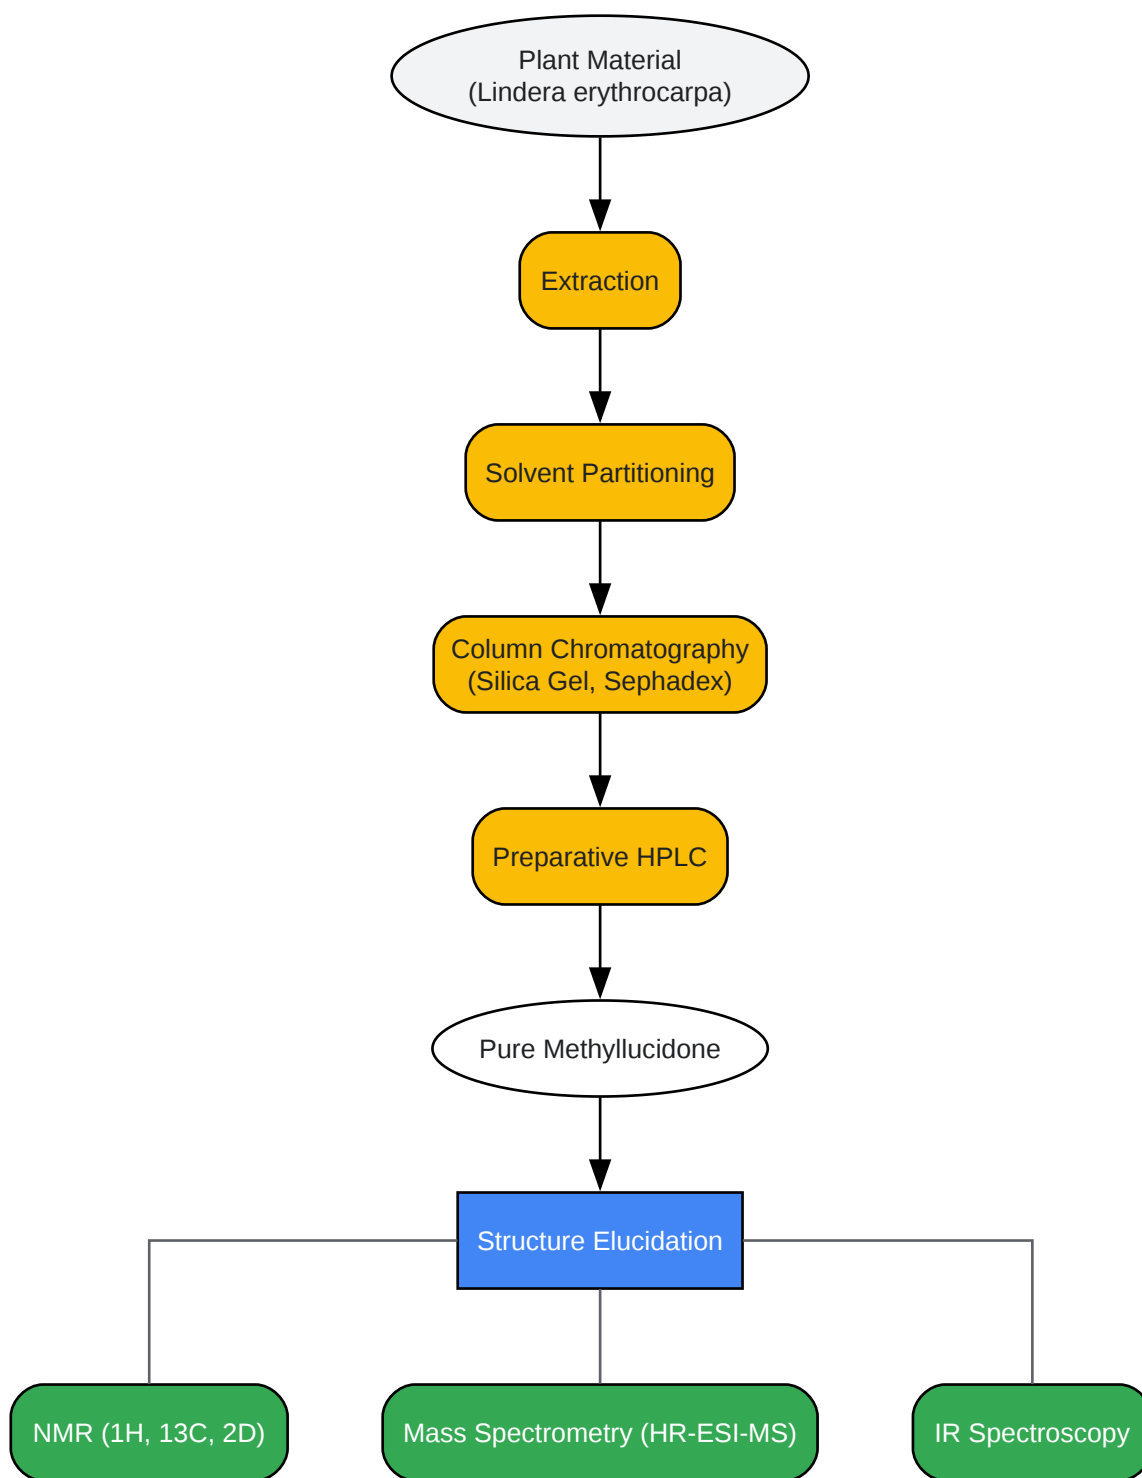 Plant Material
(Lindera erythrocarpa)
Extraction
Solvent Partitioning
Column Chromatography
(Silica Gel, Sephadex)
Preparative HPLC
Pure Methyllucidone
Structure Elucidation
NMR (1H, 13C, 2D)
Mass Spectrometry (HR-ESI-MS)
IR Spectroscopy